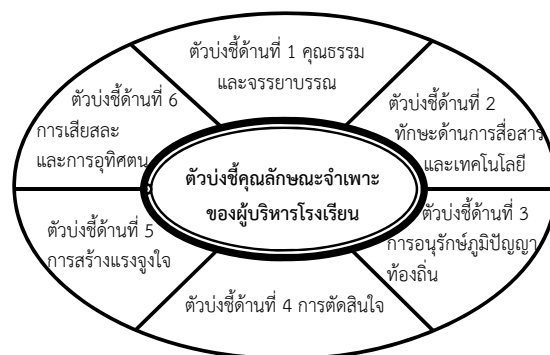 ตัวบ่งชี้ด้านที่ 1 คุณธรรม
และจรรยาบรรณ
ตัวบ่งชี้ด้านที่ 2
ทักษะด้านการสื่อสาร
และเทคโนโลยี
ตัวบ่งชี้ด้านที่ 3
การอนุรักษ์ภูมิปัญญา
ท้องถิ่น
ตัวบ่งชี้ด้านที่ 4 การตัดสินใจ
ตัวบ่งชี้ด้านที่ 5
การสร้างแรงจูงใจ
ตัวบ่งชี้ด้านที่ 6
การเสียสละ
และการอุทิศตน
ตัวบ่งชี้คุณลักษณะจำเพาะ
ของผู้บริหารโรงเรียน